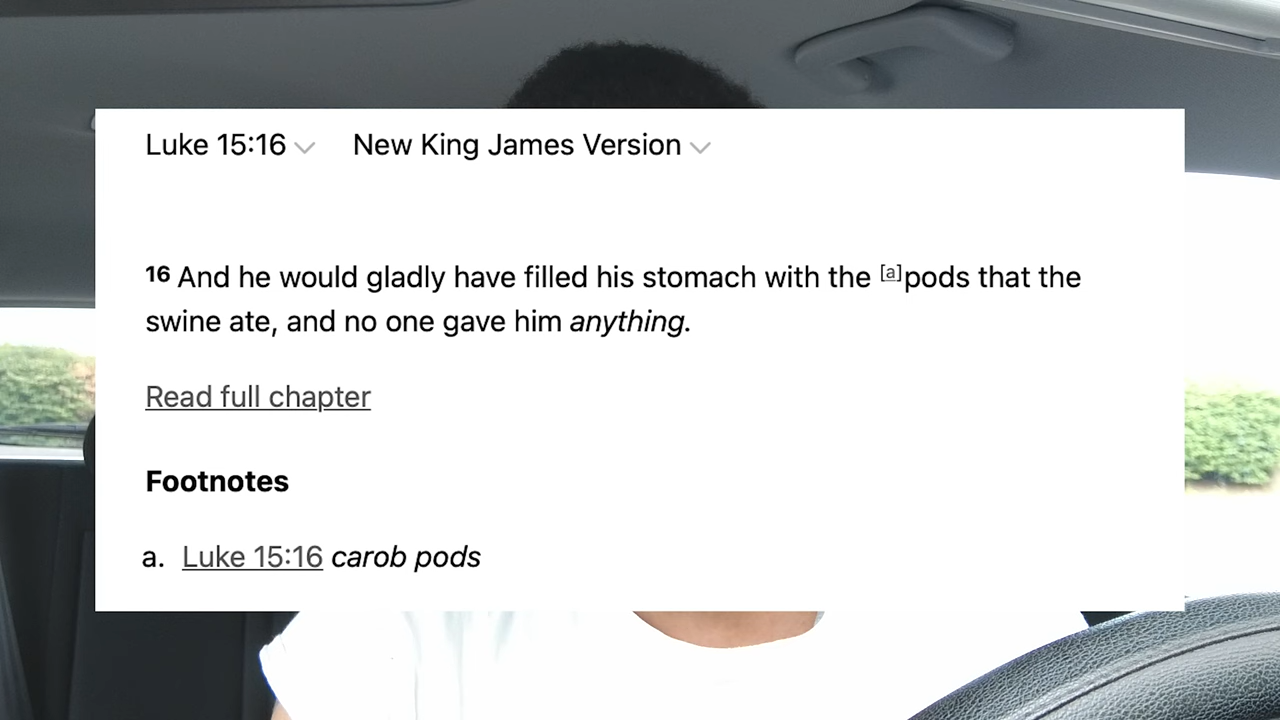 Luke 15:16 New King James Version
16 And he would gladly have filled his stomach with the [a]pods that the
swine ate, and no one gave him anything.
Read full chapter
Footnotes
a. Luke 15:16 carob pods